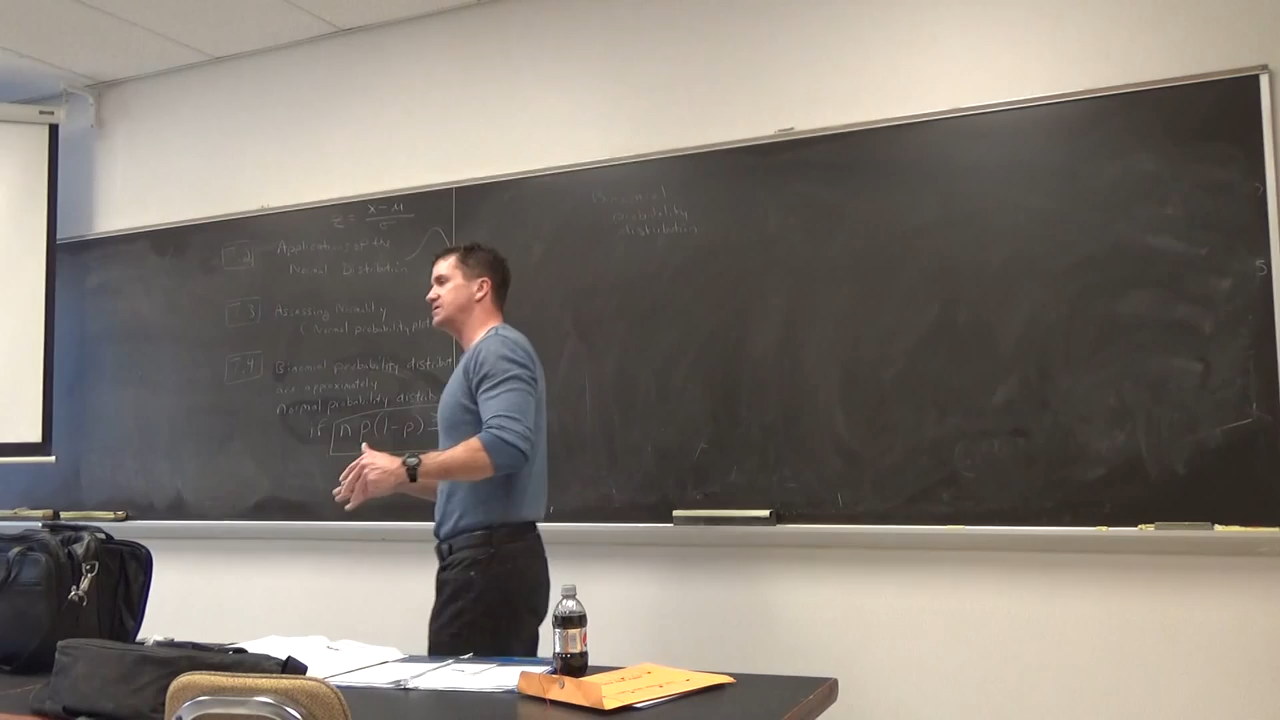 z = x-μ/σ
7.2 Applications of the
Normal Distribution
7.3 Assessing Normality
(Normal probability plot
7.4 Binomial probability distribut
are approximately
Normal probability distrib
if n p(1-p) ≥
Binomial
probability
distribution
5